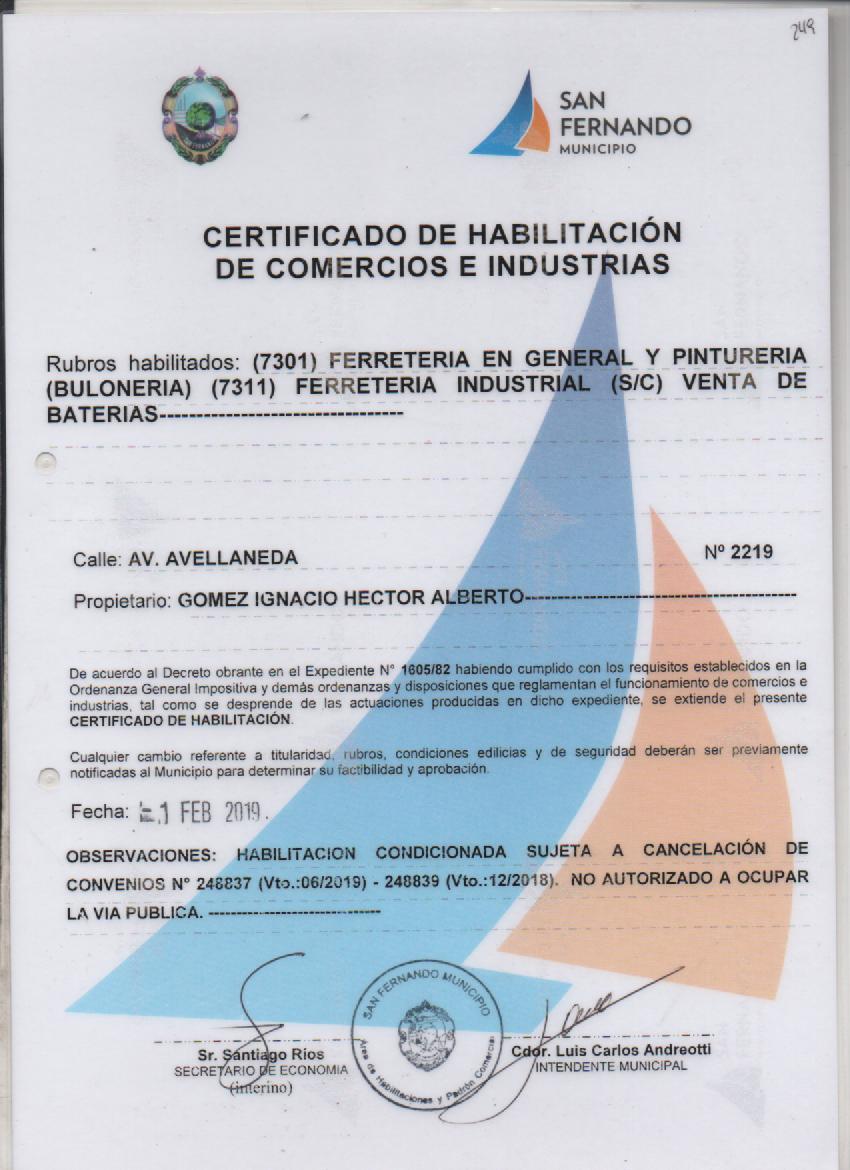 249
SAN
FERNANDO
MUNICIPIO
CERTIFICADO DE HABILITACIÓN
DE COMERCIOS E INDUSTRIAS
Rubros habilitados: (7301) FERRETERIA EN GENERAL Y PINTURERIA
(BULONERIA) (7311) FERRETERIA INDUSTRIAL (S/C) VENTA DE
BATERIAS---------------------------------
Calle: AV. AVELLANEDA Nº 2219
Propietario: GOMEZ IGNACIO HECTOR ALBERTO----------------------------------------
De acuerdo al Decreto obrante en el Expediente N° 1605/82 habiendo cumplido con los requisitos establecidos en la
Ordenanza General Impositiva y demás ordenanzas y disposiciones que reglamentan el funcionamiento de comercios e
industrias, tal como se desprende de las actuaciones producidas en dicho expediente, se extiende el presente
CERTIFICADO DE HABILITACIÓN.
Cualquier cambio referente a titularidad, rubros, condiciones edilicias y de seguridad deberán ser previamente
notificadas al Municipio para determinar su factibilidad y aprobación.
Fecha: 1 FEB 2019.
OBSERVACIONES: HABILITACION CONDICIONADA SUJETA A CANCELACIÓN DE
CONVENIOS N° 248837 (Vto.:06/2019) - 248839 (Vto.:12/2018). NO AUTORIZADO A OCUPAR
LA VIA PUBLICA. -----------------------------
SAN FERNANDO MUNICIPIO
Area de Habilitaciones y Padrón Comercial
Sr. Santiago Ríos
SECRETARIO DE ECONOMIA
(interino)
Cdor. Luis Carlos Andreotti
INTENDENTE MUNICIPAL